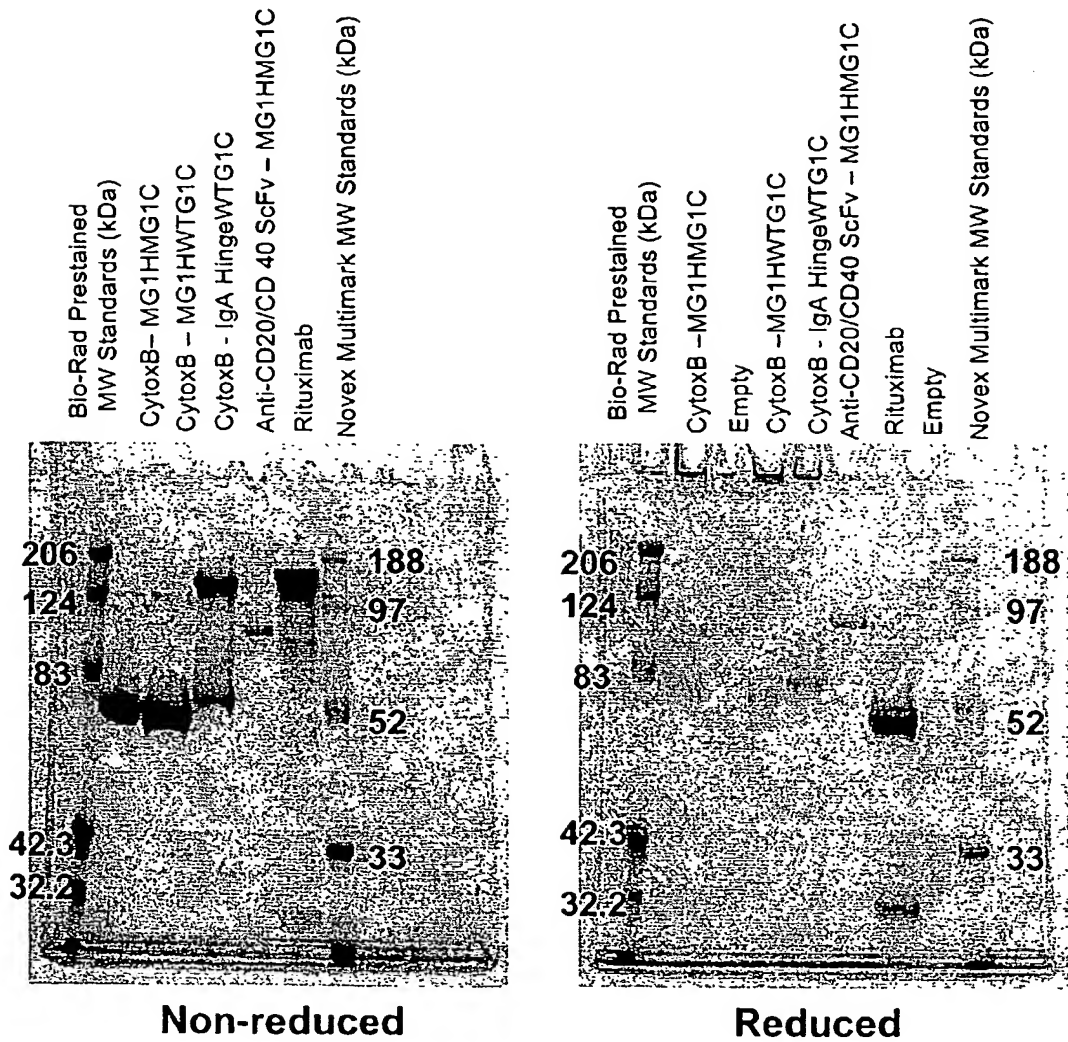 Bio-Rad Prestained
MW Standards (kDa)
CytoxB– MG1HMG1C
CytoxB – MG1HWTG1C
CytoxB - IgA HingeWTG1C
Anti-CD20/CD 40 ScFv – MG1HMG1C
Rituximab
Novex Multimark MW Standards (kDa)
206
124
83
42.3
32.2
188
97
52
33
Non-reduced
Bio-Rad Prestained
MW Standards (kDa)
CytoxB –MG1HMG1C
Empty
CytoxB –MG1HWTG1C
CytoxB - IgA HingeWTG1C
Anti-CD20/CD40 ScFv – MG1HMG1C
Rituximab
Empty
Novex Multimark MW Standards (kDa)
206
124
83
42.3
32.2
188
97
52
33
Reduced